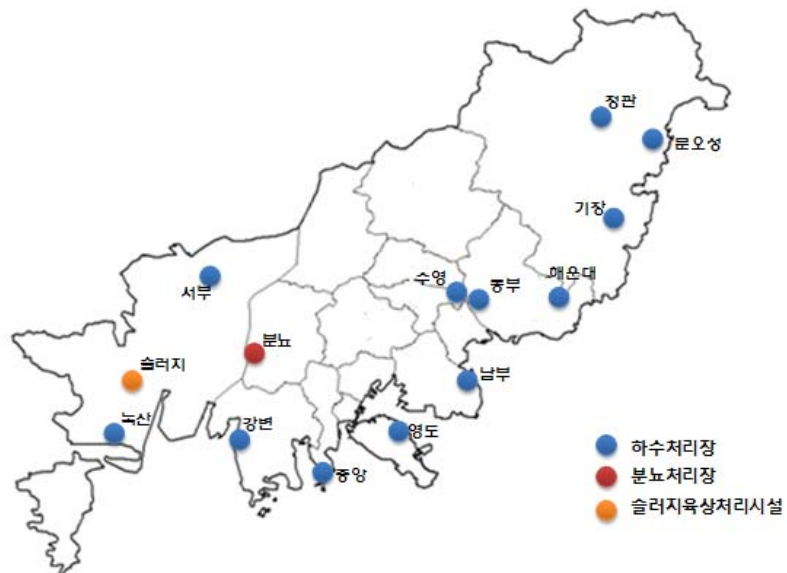 정관
문오성
기장
해운대
수영
동부
서부
분뇨
슬러지
남부
녹산
강변
영도
중앙
하수처리장
분뇨처리장
슬러지육상처리시설